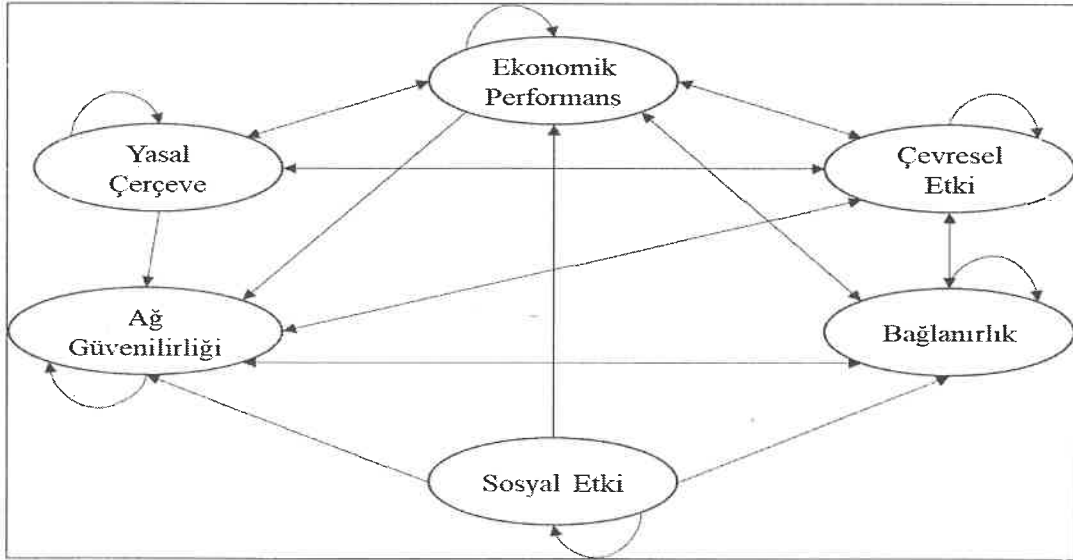 Ekonomik
Performans
Yasal
Çerçeve
Çevresel
Etki
Ağ
Güvenilirliği
Bağlanırlık
Sosyal Etki